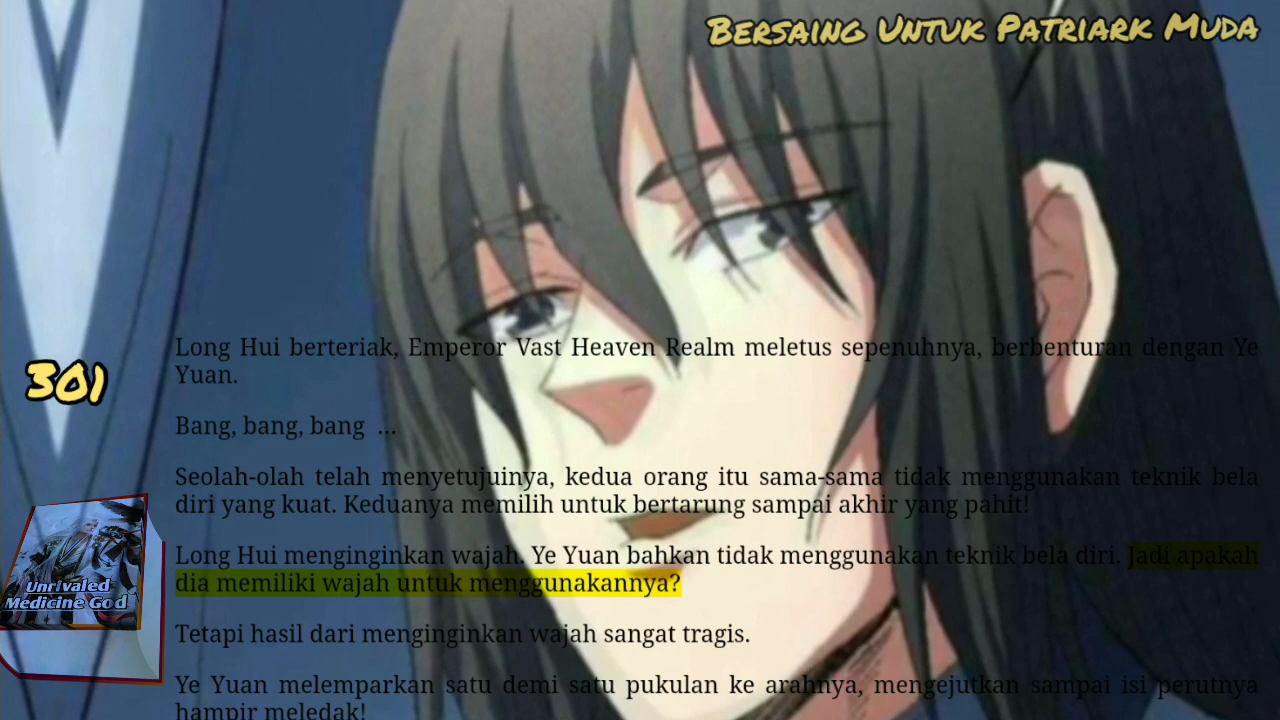 Bersaing Untuk Patriark Muda
301
Unrivaled
Medicine God
Long Hui berteriak, Emperor Vast Heaven Realm meletus sepenuhnya, berbenturan dengan Ye
Yuan.
Bang, bang, bang ...
Seolah-olah telah menyetujuinya, kedua orang itu sama-sama tidak menggunakan teknik bela
diri yang kuat. Keduanya memilih untuk bertarung sampai akhir yang pahit!
Long Hui menginginkan wajah. Ye Yuan bahkan tidak menggunakan teknik bela diri. Jadi apakah
dia memiliki wajah untuk menggunakannya?
Tetapi hasil dari menginginkan wajah sangat tragis.
Ye Yuan melemparkan satu demi satu pukulan ke arahnya, mengejutkan sampai isi perutnya
hampir meledak!